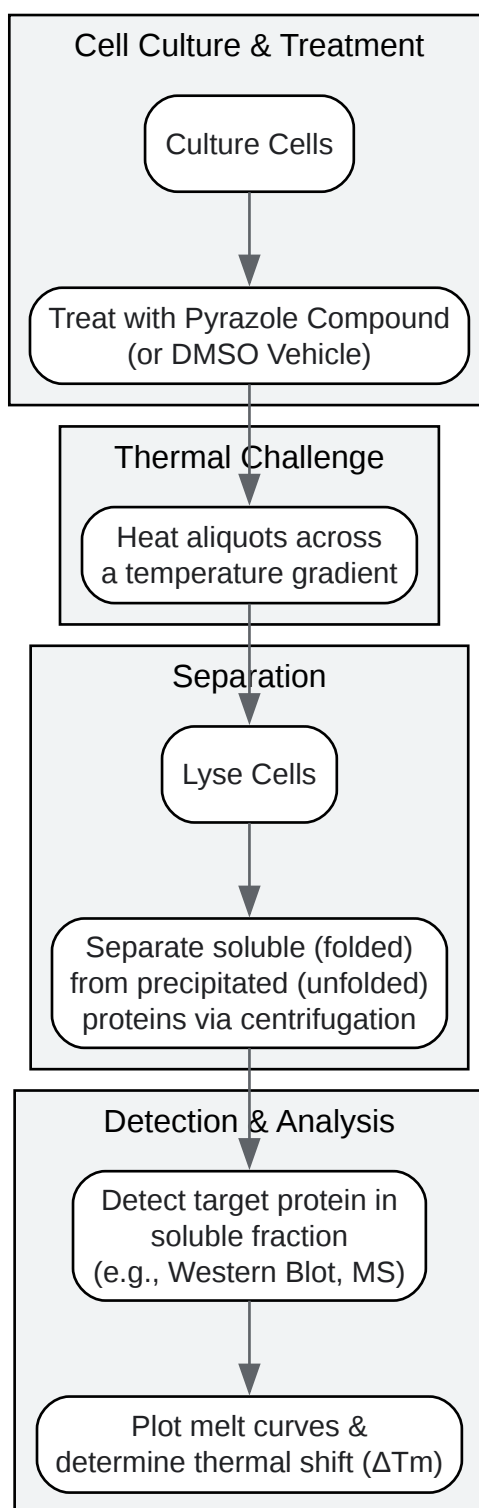 Cell Culture & Treatment
Culture Cells
Treat with Pyrazole Compound
(or DMSO Vehicle)
Thermal Challenge
Heat aliquots across
a temperature gradient
Separation
Lyse Cells
Separate soluble (folded)
from precipitated (unfolded)
proteins via centrifugation
Detection & Analysis
Detect target protein in
soluble fraction
(e.g., Western Blot, MS)
Plot melt curves &
determine thermal shift (ΔTm)